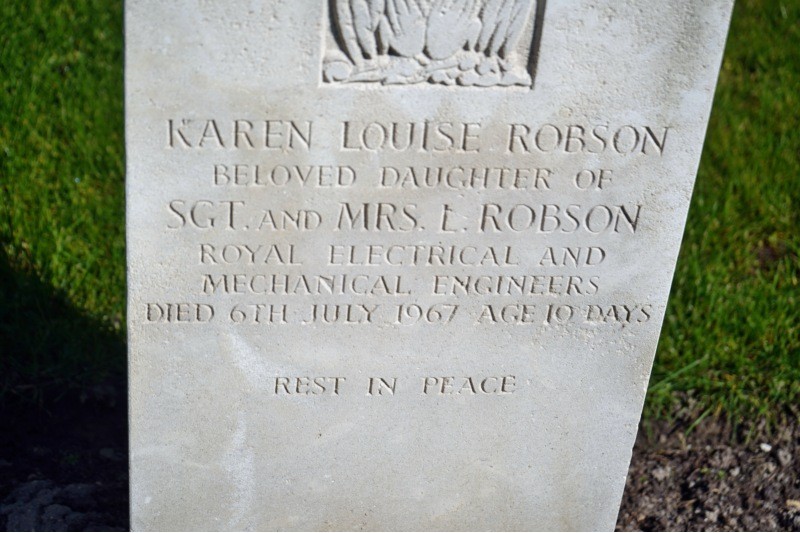 KAREN LOUISE ROBSON
BELOVED DAUGHTER OF
SGT. AND MRS. L. ROBSON
ROYAL ELECTRICAL AND
MECHANICAL ENGINEERS
DIED 6TH JULY 1967 AGE 10 DAYS
REST IN PEACE